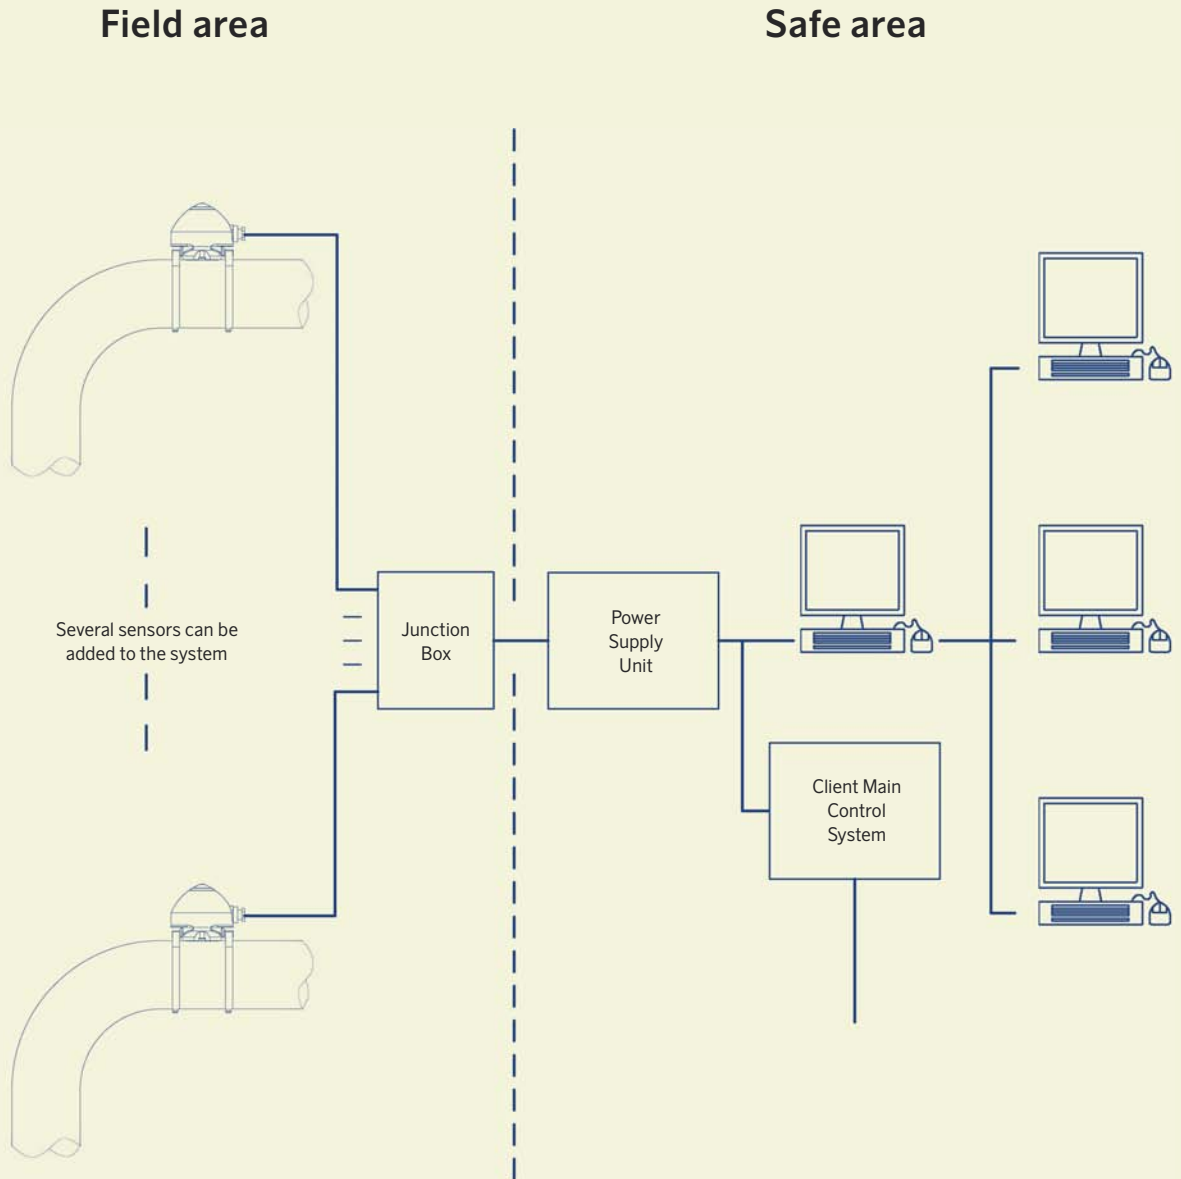 Field area
Safe area
Several sensors can be
added to the system
Junction
Box
Power
Supply
Unit
Client Main
Control
System